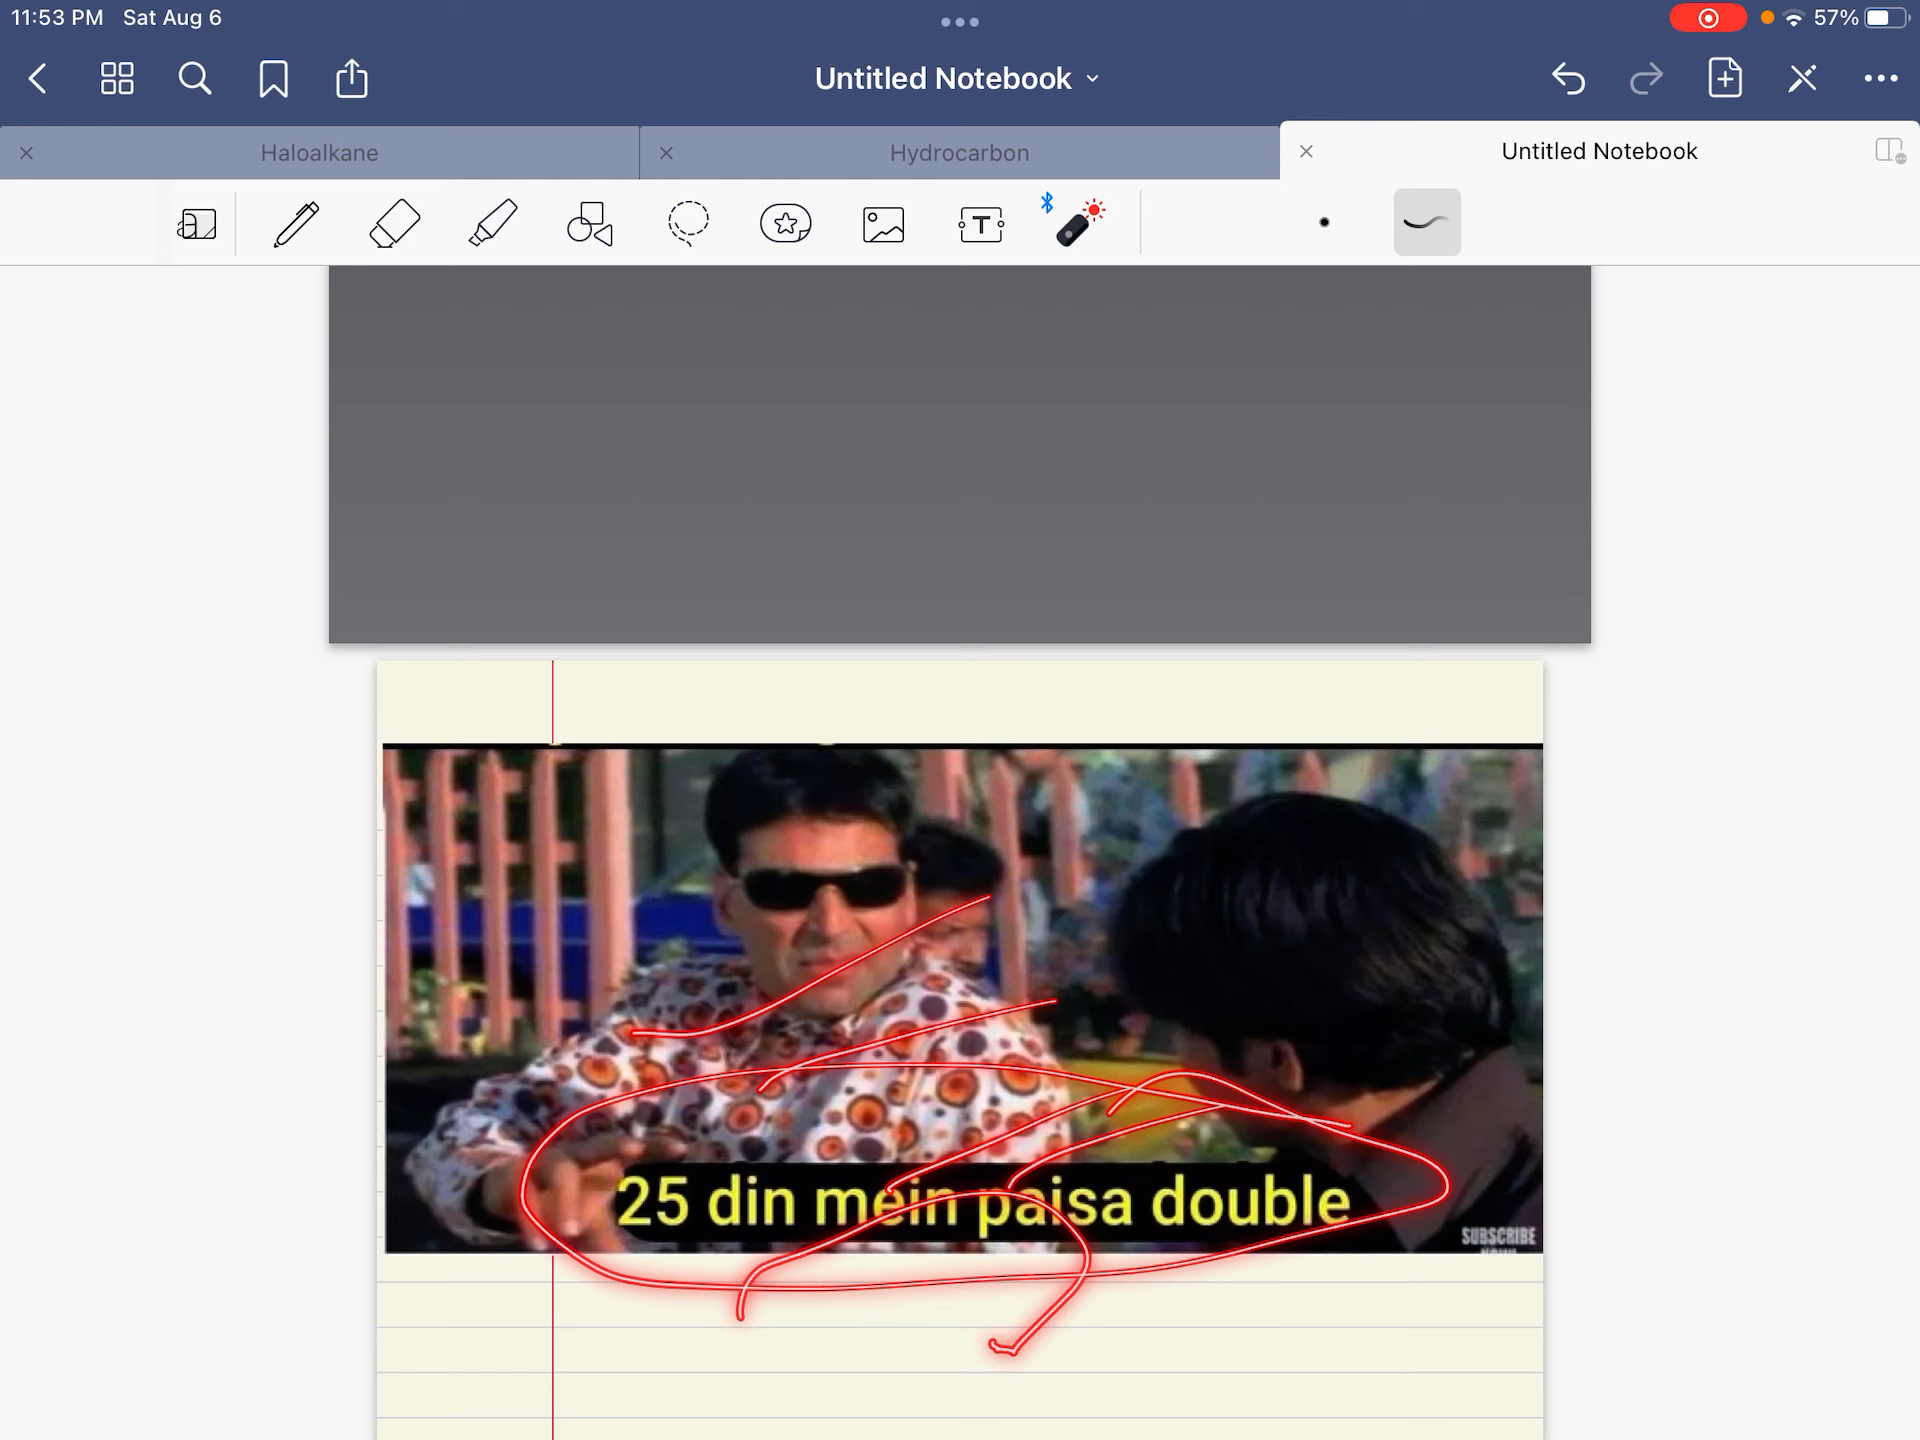 11:53 PM Sat Aug 6
57%
Untitled Notebook
Haloalkane
Hydrocarbon
Untitled Notebook
T
25 din mein paisa double
SUBSCRIBE